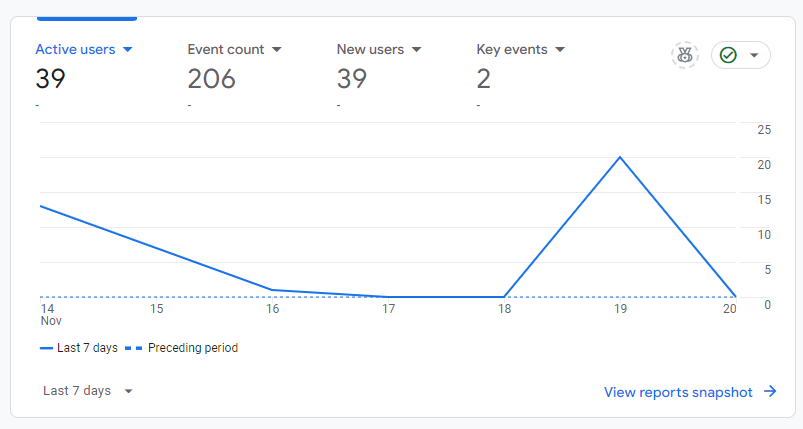 Active users Event count New users Key events
39 206 39 2
- - - -
25
20
15
10
5
0
14 15 16 17 18 19 20
Nov
Last 7 days Preceding period
Last 7 days
View reports snapshot